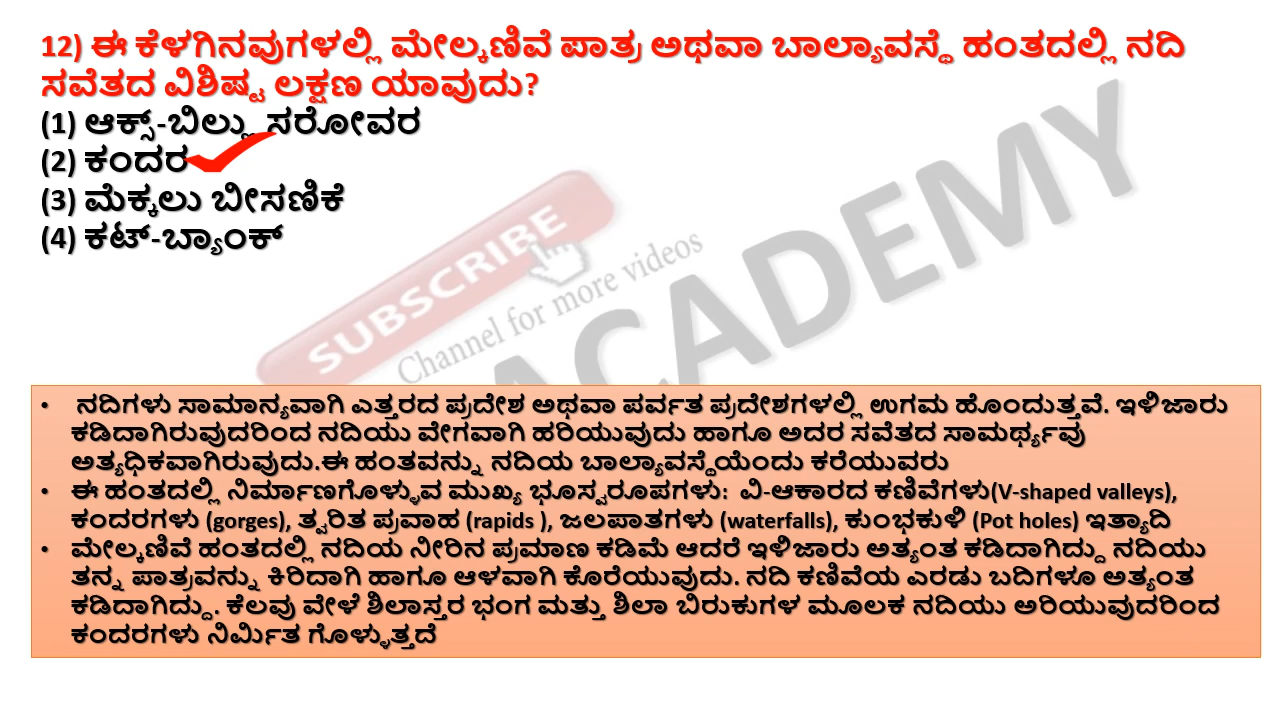 12) ಈ ಕೆಳಗಿನವುಗಳಲ್ಲಿ ಮೇಲ್ಕಣಿವೆ ಪಾತ್ರ ಅಥವಾ ಬಾಲ್ಯಾವಸ್ಥೆ ಹಂತದಲ್ಲಿ ನದಿ
ಸವೆತದ ವಿಶಿಷ್ಟ ಲಕ್ಷಣ ಯಾವುದು?
(1) ಆಕ್ಸ್-ಬಿಲ್ಲು ಸರೋವರ
(2) ಕಂದರ
(3) ಮೆಕ್ಕಲು ಬೀಸಣಿಕೆ
(4) ಕಟ್-ಬ್ಯಾಂಕ್
SUBSCRIBE
Channel for more videos
ACADEMY
• ನದಿಗಳು ಸಾಮಾನ್ಯವಾಗಿ ಎತ್ತರದ ಪ್ರದೇಶ ಅಥವಾ ಪರ್ವತ ಪ್ರದೇಶಗಳಲ್ಲಿ ಉಗಮ ಹೊಂದುತ್ತವೆ. ಇಳಿಜಾರು
ಕಡಿದಾಗಿರುವುದರಿಂದ ನದಿಯು ವೇಗವಾಗಿ ಹರಿಯುವುದು ಹಾಗೂ ಅದರ ಸವೆತದ ಸಾಮರ್ಥ್ಯವು
ಅತ್ಯಧಿಕವಾಗಿರುವುದು.ಈ ಹಂತವನ್ನು ನದಿಯ ಬಾಲ್ಯಾವಸ್ಥೆಯೆಂದು ಕರೆಯುವರು
• ಈ ಹಂತದಲ್ಲಿ ನಿರ್ಮಾಣಗೊಳ್ಳುವ ಮುಖ್ಯ ಭೂಸ್ವರೂಪಗಳು: ವಿ-ಆಕಾರದ ಕಣಿವೆಗಳು(V-shaped valleys),
ಕಂದರಗಳು (gorges), ತ್ವರಿತ ಪ್ರವಾಹ (rapids ), ಜಲಪಾತಗಳು (waterfalls), ಕುಂಭಕುಳಿ (Pot holes) ಇತ್ಯಾದಿ
• ಮೇಲ್ಕಣಿವೆ ಹಂತದಲ್ಲಿ ನದಿಯ ನೀರಿನ ಪ್ರಮಾಣ ಕಡಿಮೆ ಆದರೆ ಇಳಿಜಾರು ಅತ್ಯಂತ ಕಡಿದಾಗಿದ್ದು ನದಿಯು
ತನ್ನ ಪಾತ್ರವನ್ನು ಕಿರಿದಾಗಿ ಹಾಗೂ ಆಳವಾಗಿ ಕೊರೆಯುವುದು. ನದಿ ಕಣಿವೆಯ ಎರಡು ಬದಿಗಳೂ ಅತ್ಯಂತ
ಕಡಿದಾಗಿದ್ದು. ಕೆಲವು ವೇಳೆ ಶಿಲಾಸ್ತರ ಭಂಗ ಮತ್ತು ಶಿಲಾ ಬಿರುಕುಗಳ ಮೂಲಕ ನದಿಯು ಅರಿಯುವುದರಿಂದ
ಕಂದರಗಳು ನಿರ್ಮಿತ ಗೊಳ್ಳುತ್ತದೆ